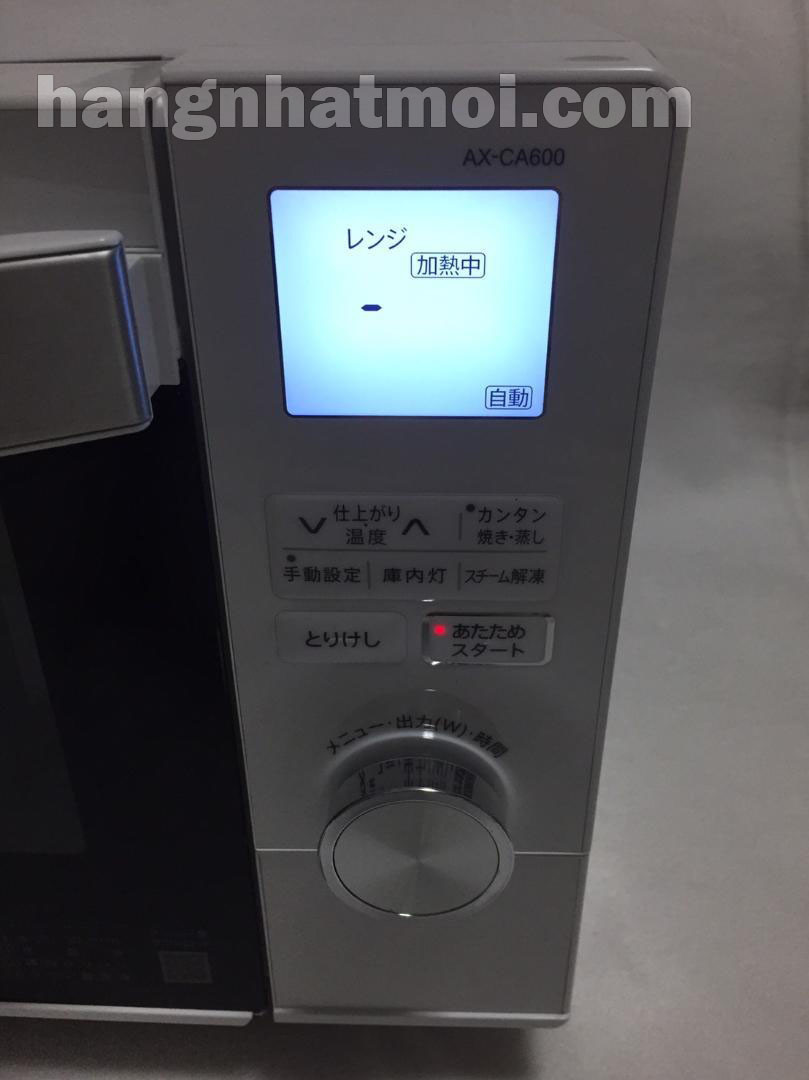 hangnhatmoi.com
AX-CA600
レンジ
加熱中
-
自動
仕上がり
温度
カンタン
焼き・蒸し
手動設定
庫内灯
スチーム解凍
とりけし
あたため
スタート
メニュー・出力(W)・時間